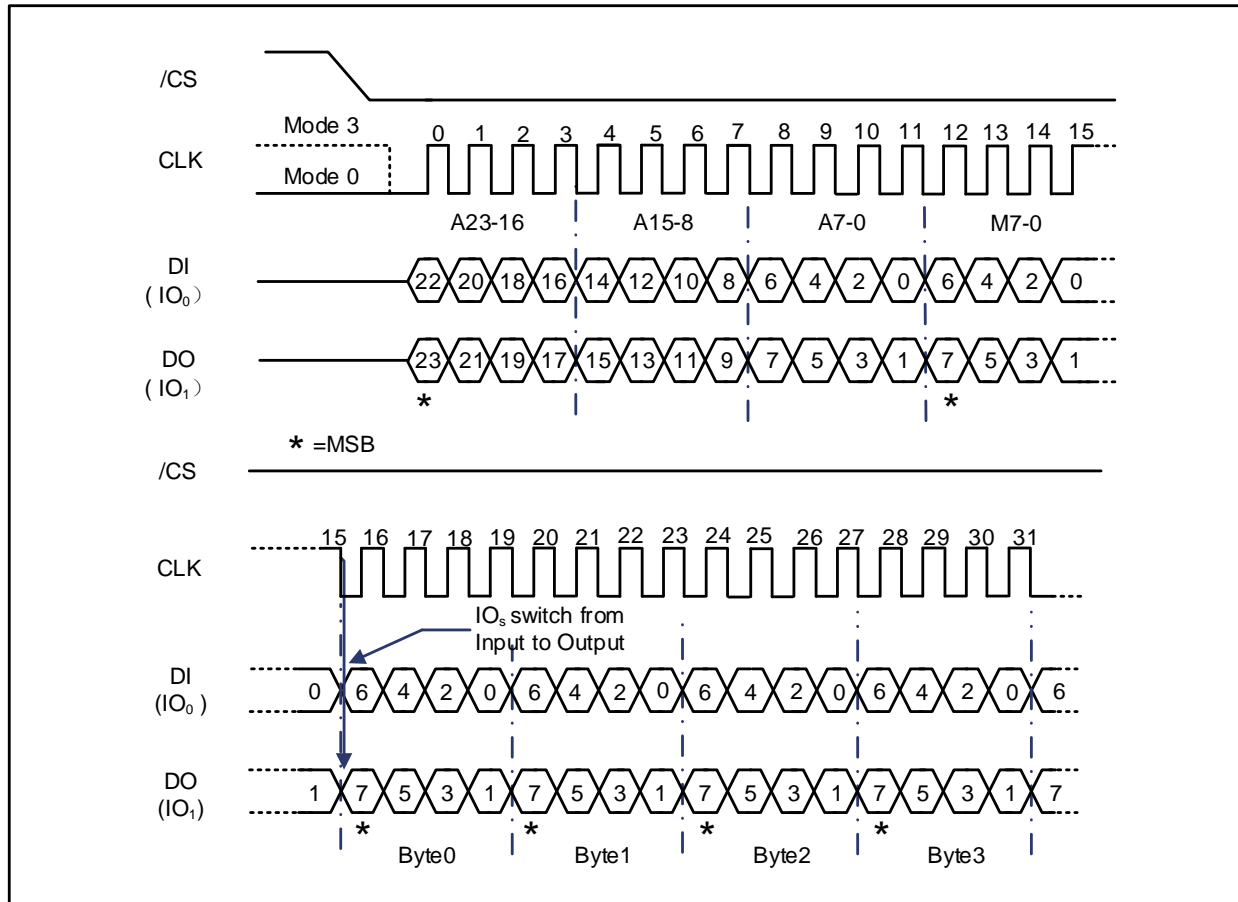 /CS
Mode 3
0 1 2 3 4 5 6 7 8 9 10 11 12 13 14 15
CLK
Mode 0
A23-16 A15-8 A7-0 M7-0
DI
22 20 18 16 14 12 10 8 6 4 2 0 6 4 2 0
( IO₀)
DO
23 21 19 17 15 13 11 9 7 5 3 1 7 5 3 1
( IO₁)
* *
* =MSB
/CS
15 16 17 18 19 20 21 22 23 24 25 26 27 28 29 30 31
CLK
IOₛ switch from
Input to Output
DI
0 6 4 2 0 6 4 2 0 6 4 2 0 6 4 2 0 6
(IO₀ )
DO
1 7 5 3 1 7 5 3 1 7 5 3 1 7 5 3 1 7
(IO₁)
* * * *
Byte0 Byte1 Byte2 Byte3